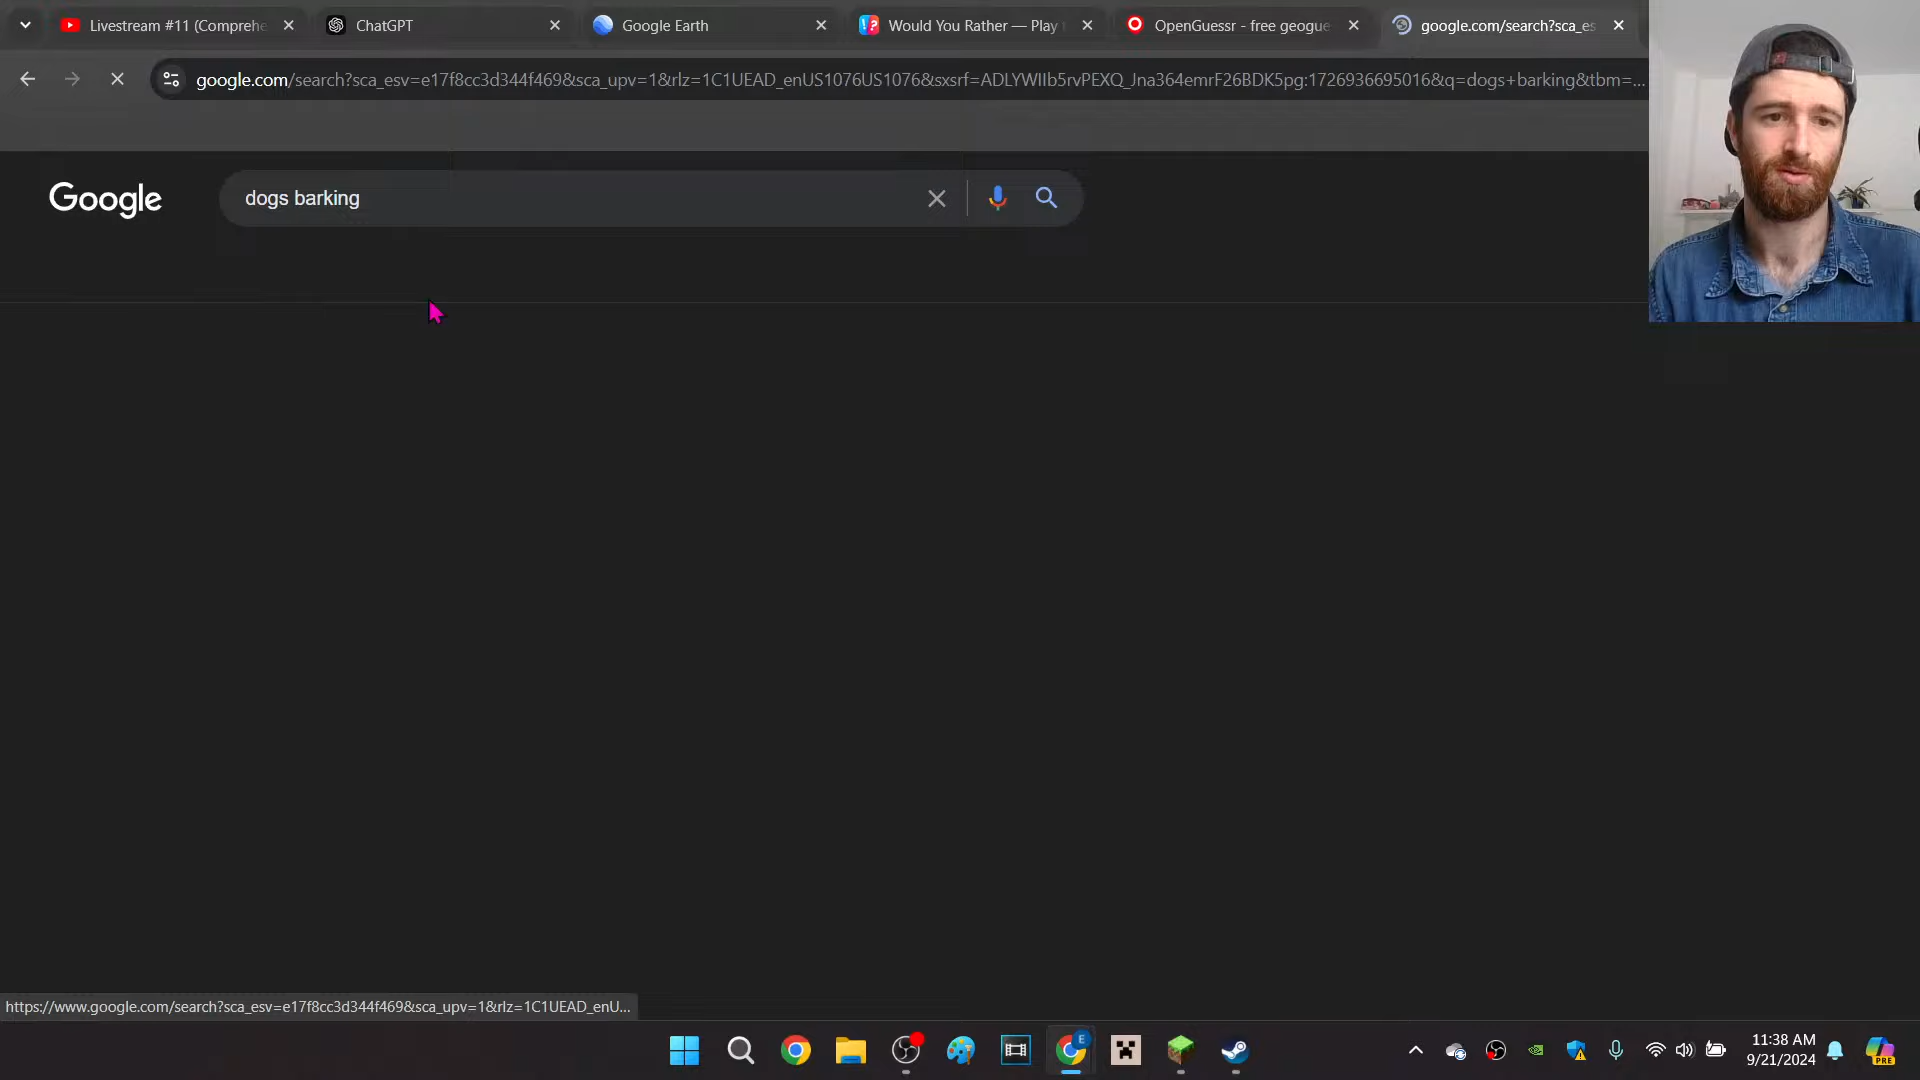 Livestream #11 (Comprehe
ChatGPT
Google Earth
Would You Rather — Play
OpenGuessr - free geogue
google.com/search?sca_es
google.com/search?sca_esv=e17f8cc3d344f469&sca_upv=1&rlz=1C1UEAD_enUS1076US1076&sxsrf=ADLYWIIb5rvPEXQ_Jna364emrF26BDK5pg:1726936695016&q=dogs+barking&tbm=...
Google
dogs barking
https://www.google.com/search?sca_esv=e17f8cc3d344f469&sca_upv=1&rlz=1C1UEAD_enU...
E
11:38 AM
9/21/2024
PRE